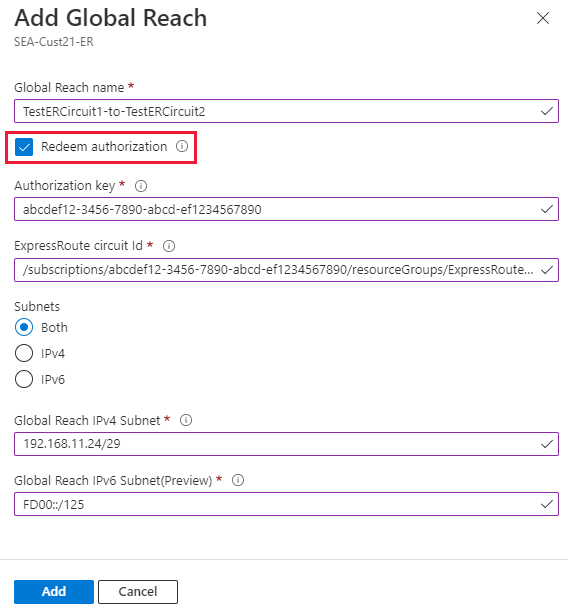 Add Global Reach
SEA-Cust21-ER
Global Reach name *
TestERCircuit1-to-TestERCircuit2
Redeem authorization
Authorization key *
abcdef12-3456-7890-abcd-ef1234567890
ExpressRoute circuit Id *
/subscriptions/abcdef12-3456-7890-abcd-ef1234567890/resourceGroups/ExpressRoute...
Subnets
Both
IPv4
IPv6
Global Reach IPv4 Subnet *
192.168.11.24/29
Global Reach IPv6 Subnet(Preview) *
FD00::/125
Add Cancel